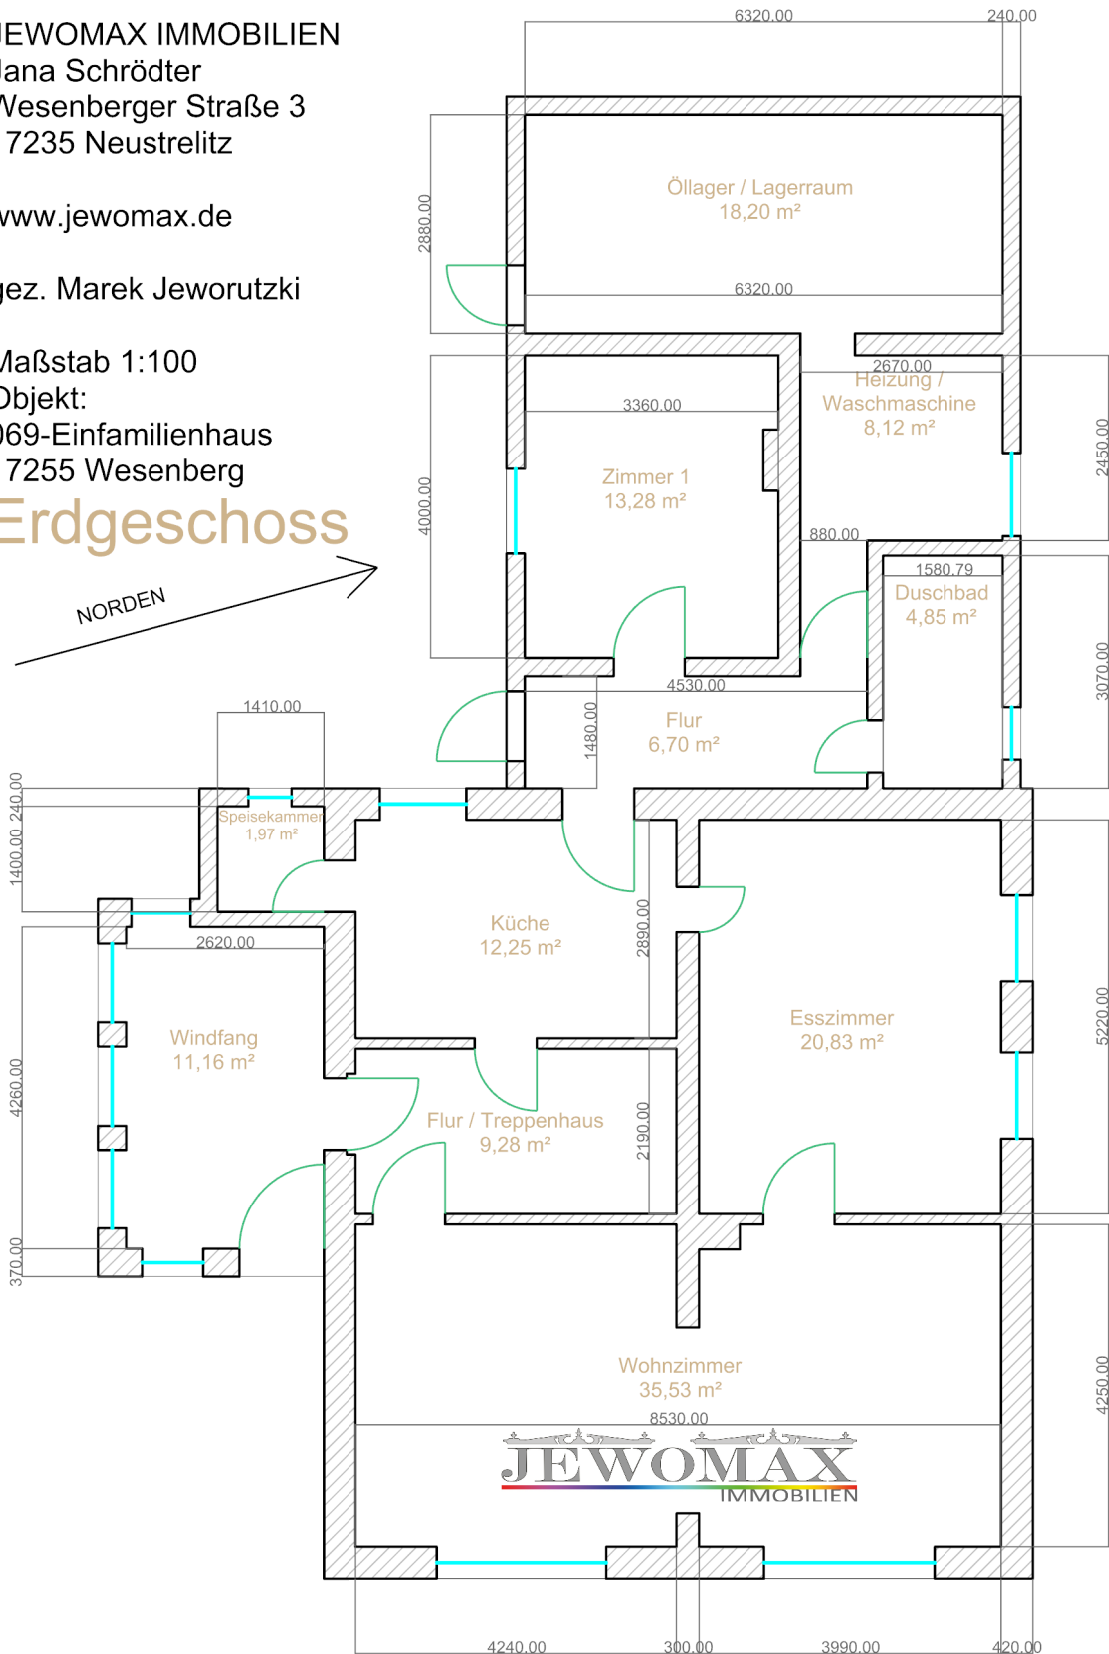 6320.00
240.00
JEWOMAX IMMOBILIEN
Jana Schrödter
Wesenberger Straße 3
7235 Neustrelitz
www.jewomax.de
gez. Marek Jeworutzki
Maßstab 1:100
Objekt:
069-Einfamilienhaus
7255 Wesenberg
Erdgeschoss
NORDEN
Öllager / Lagerraum
18,20 m²
2880.00
6320.00
2670.00
Heizung /
Waschmaschine
8,12 m²
2450.00
3360.00
Zimmer 1
13,28 m²
4000.00
880.00
1580.79
Duschbad
4,85 m²
3070.00
4530.00
Flur
6,70 m²
1480.00
1410.00
240.00
Speisekammer
1,97 m²
1400.00
2620.00
Küche
12,25 m²
2890.00
Windfang
11,16 m²
4260.00
370.00
Esszimmer
20,83 m²
5220.00
Flur / Treppenhaus
9,28 m²
2190.00
Wohnzimmer
35,53 m²
8530.00
4250.00
JEWOMAX
IMMOBILIEN
4240.00
300.00
3990.00
420.00